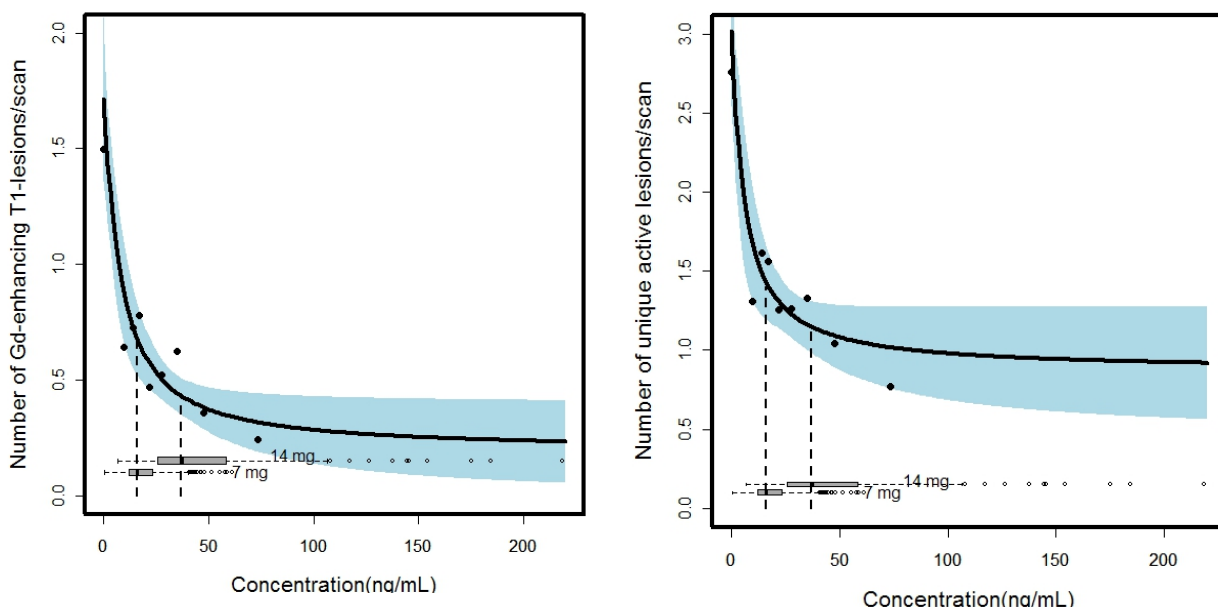 Number of Gd-enhancing T1-lesions/scan
2.0
1.5
1.0
0.5
0.0
14 mg
7 mg
0 50 100 150 200
Concentration(ng/mL)
Number of unique active lesions/scan
3.0
2.5
2.0
1.5
1.0
0.5
0.0
14 mg
7 mg
0 50 100 150 200
Concentration(ng/mL)